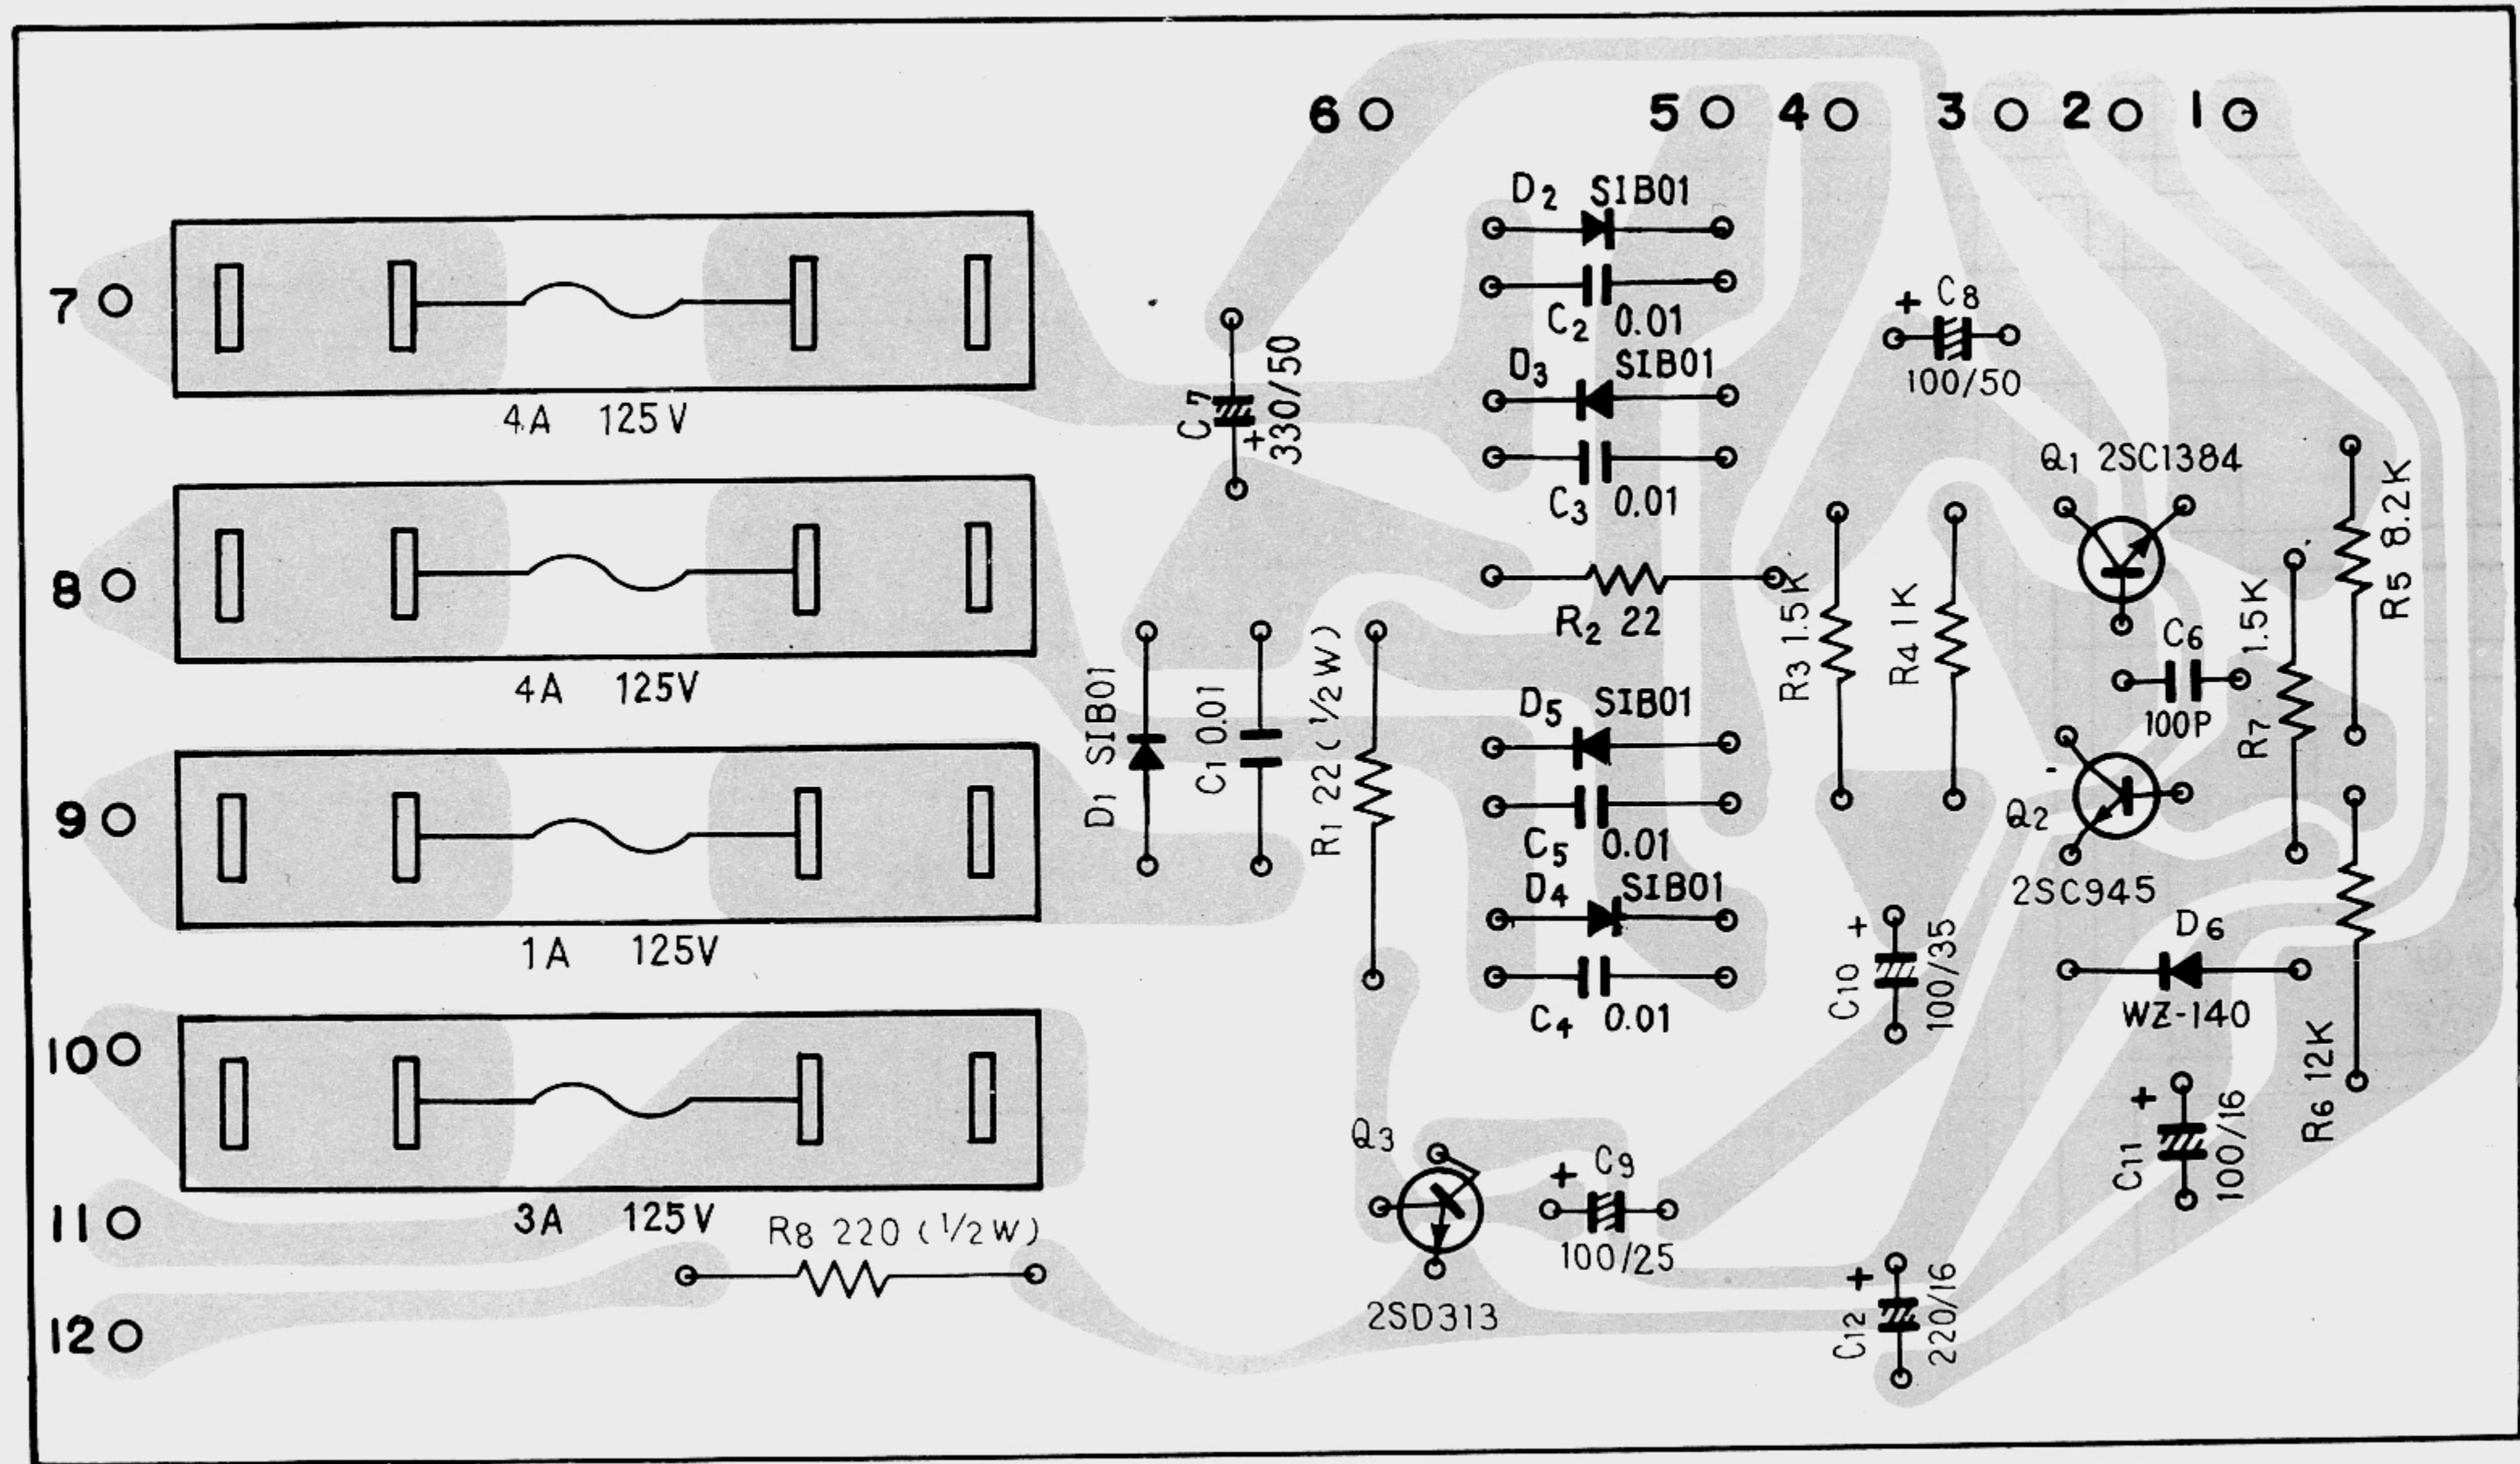 6 5 4 3 2 1
D2 SIB01
C2 0.01
D3 SIB01
C3 0.01
R2 22
+ C8
100/50
7
4A 125V
C7
+
330/50
Q1 2SC1384
R5 8.2K
8
4A 125V
D1 SIB01
C1 0.01
R1 22 (1/2W)
R3 1.5K
R4 1K
C6
100P
R7 1.5K
D5 SIB01
C5 0.01
D4 SIB01
C4 0.01
Q2
2SC945
9
1A 125V
+
C10
100/35
D6
WZ-140
R6 12K
10
3A 125V
11
R8 220 (1/2W)
12
Q3
2SD313
+ C9
100/25
+
C11
100/16
+
C12
220/16